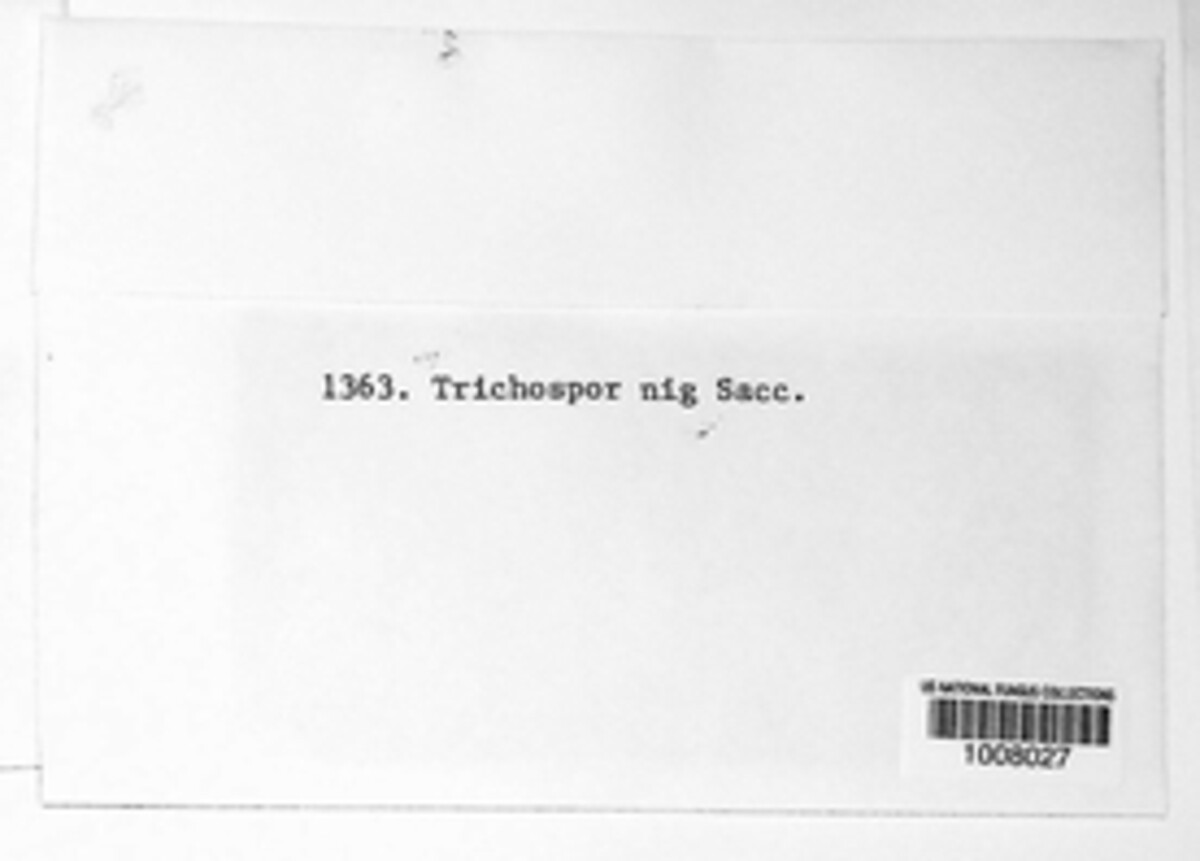 1363. Trichospor nig Sacc.
US NATIONAL FUNGUS COLLECTIONS
1008027